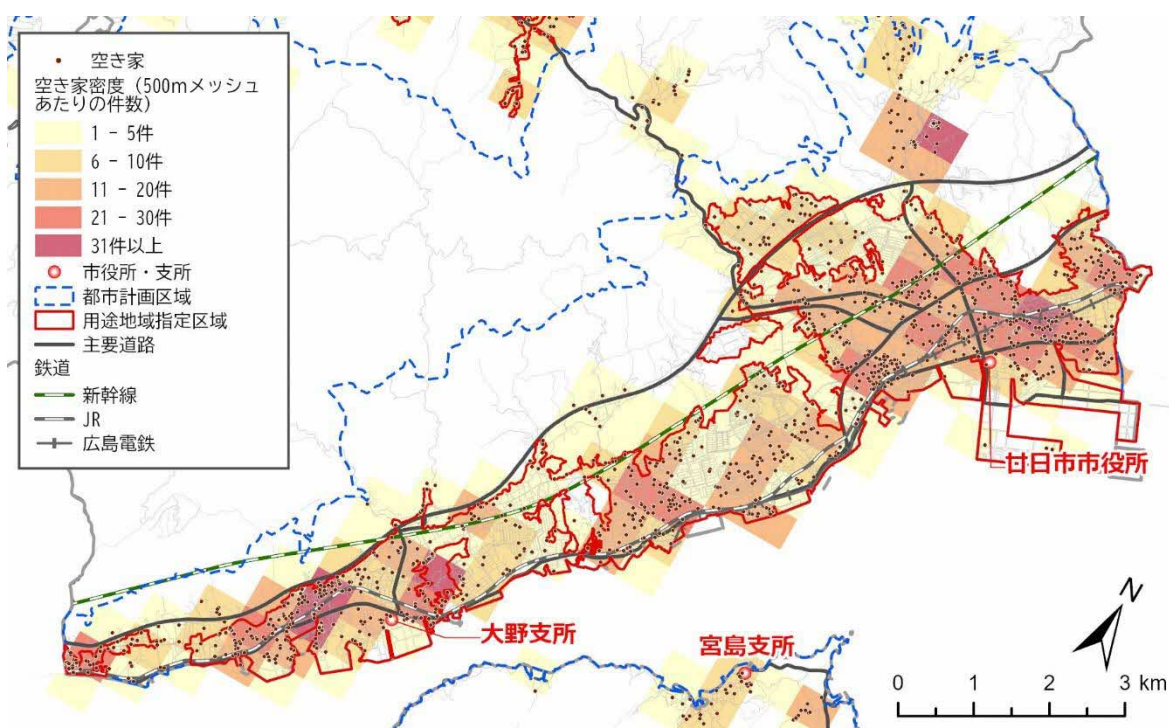 空き家
空き家密度（500mメッシュ
あたりの件数）
1 - 5件
6 - 10件
11 - 20件
21 - 30件
31件以上
市役所・支所
都市計画区域
用途地域指定区域
主要道路
鉄道
新幹線
JR
広島電鉄
廿日市市役所
大野支所
宮島支所
N
0 1 2 3 km